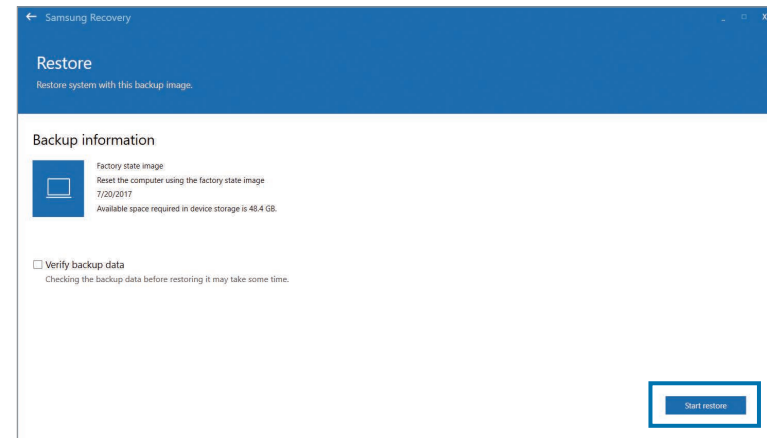 Samsung Recovery
Restore
Restore system with this backup image.
Backup information
Factory state image
Reset the computer using the factory state image
7/20/2017
Available space required in device storage is 48.4 GB.
Verify backup data
Checking the backup data before restoring it may take some time.
Start restore